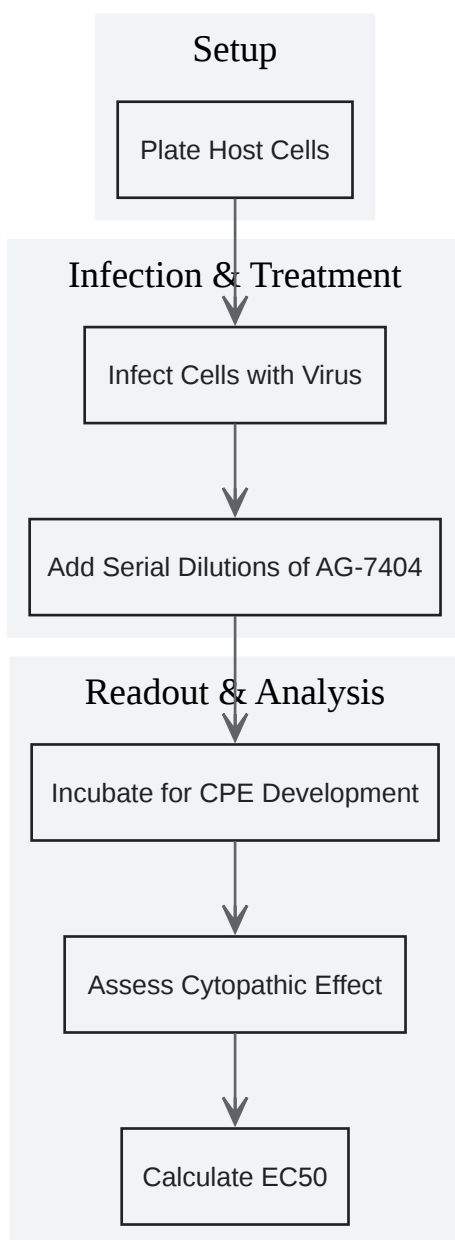 Setup
Plate Host Cells
Infection & Treatment
Infect Cells with Virus
Add Serial Dilutions of AG-7404
Readout & Analysis
Incubate for CPE Development
Assess Cytopathic Effect
Calculate EC50